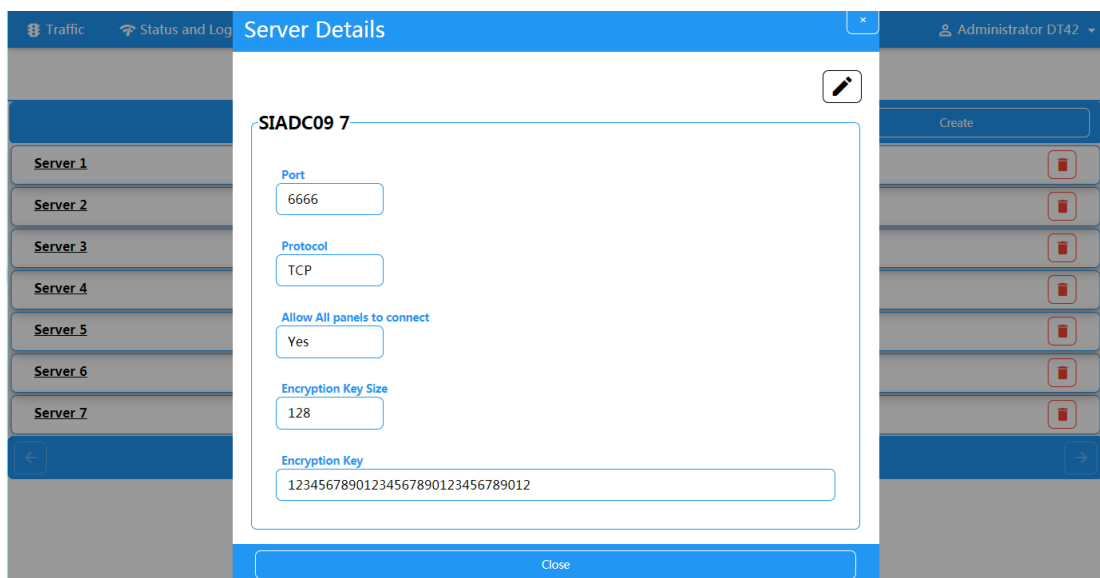 Traffic
Status and Log
Server Details
×
Administrator DT42
Create
SIADC09 7
Port
6666
Protocol
TCP
Allow All panels to connect
Yes
Encryption Key Size
128
Encryption Key
12345678901234567890123456789012
Server 1
Server 2
Server 3
Server 4
Server 5
Server 6
Server 7
Close